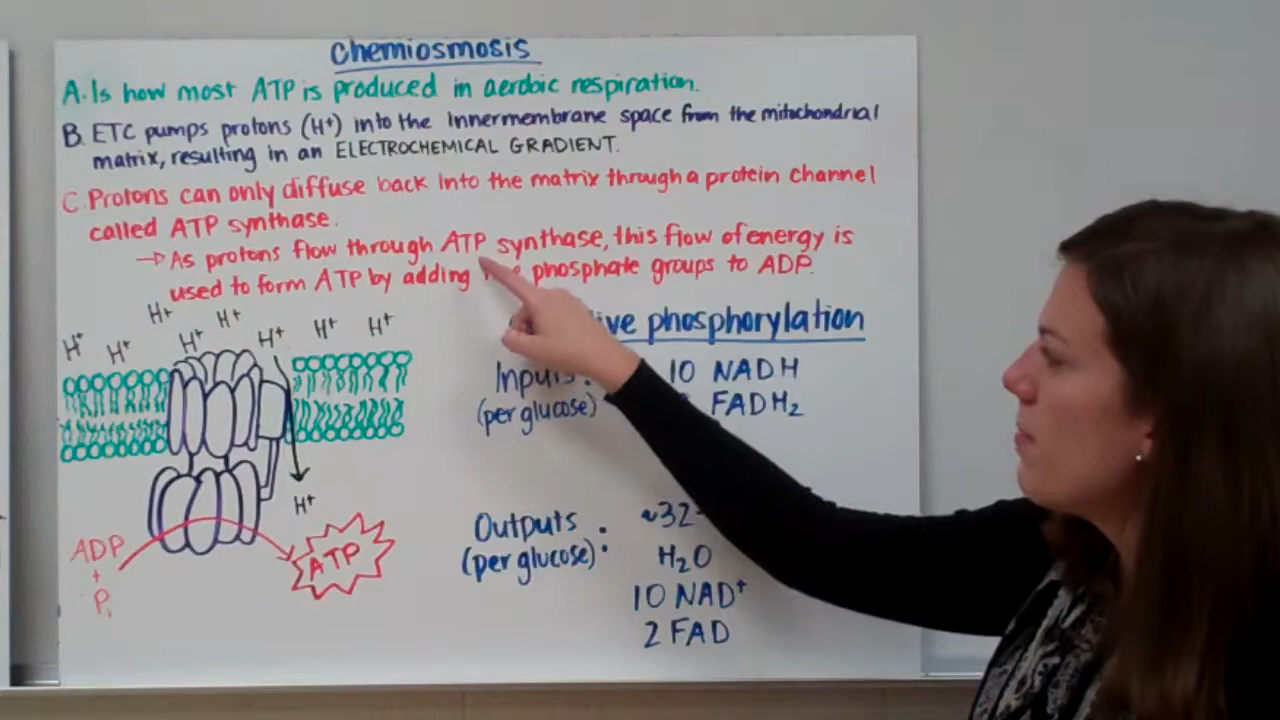 Chemiosmosis
A. Is how most ATP is produced in aerobic respiration.
B. ETC pumps protons (H+) into the Innermembrane space from the mitochondrial
matrix, resulting in an ELECTROCHEMICAL GRADIENT.
C. Protons can only diffuse back into the matrix through a protein channel
called ATP synthase.
→ As protons flow through ATP synthase, this flow of energy is
used to form ATP by adding phosphate groups to ADP.
H+ H+ H+ H+ H+ H+ H+ H+
phosphorylation
Inputs: 10 NADH
(per glucose) FADH2
H+
Outputs : ~32
(per glucose) H2O
10 NAD+
2 FAD
ADP
+
Pi
ATP